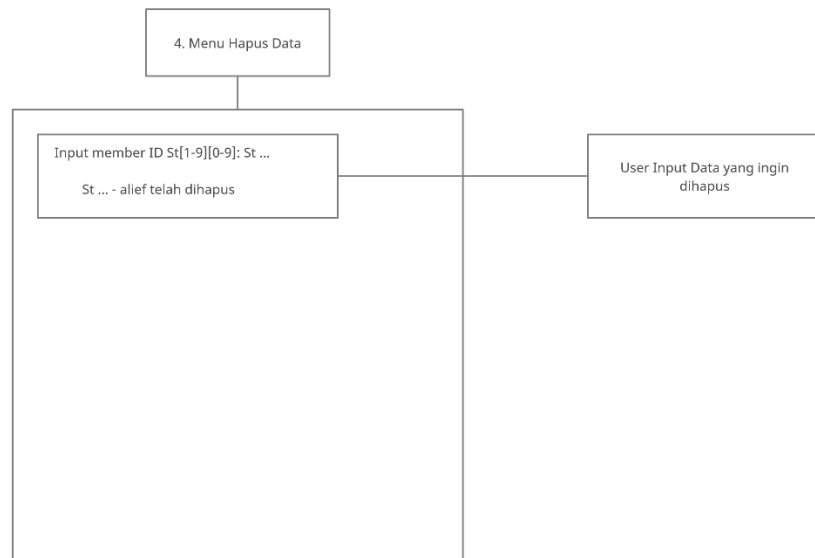 4. Menu Hapus Data
Input member ID St[1-9][0-9]: St ...
St ... - alief telah dihapus
User Input Data yang ingin
dihapus